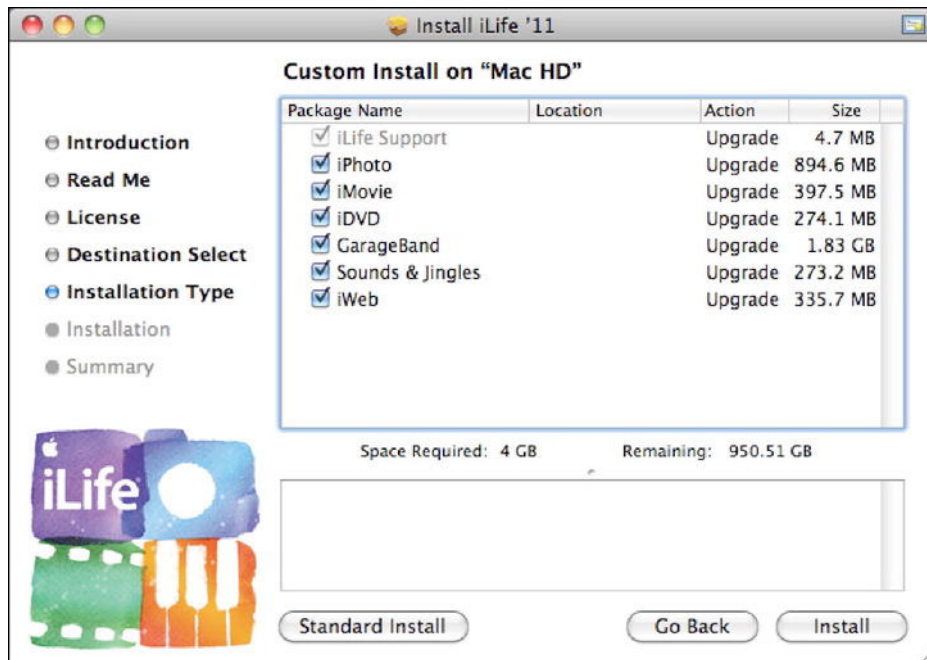 Install iLife '11
Custom Install on “Mac HD”
Introduction
Read Me
License
Destination Select
Installation Type
Installation
Summary
Package Name Location Action Size
iLife Support Upgrade 4.7 MB
iPhoto Upgrade 894.6 MB
iMovie Upgrade 397.5 MB
iDVD Upgrade 274.1 MB
GarageBand Upgrade 1.83 GB
Sounds & Jingles Upgrade 273.2 MB
iWeb Upgrade 335.7 MB
Space Required: 4 GB Remaining: 950.51 GB
iLife
Standard Install Go Back Install